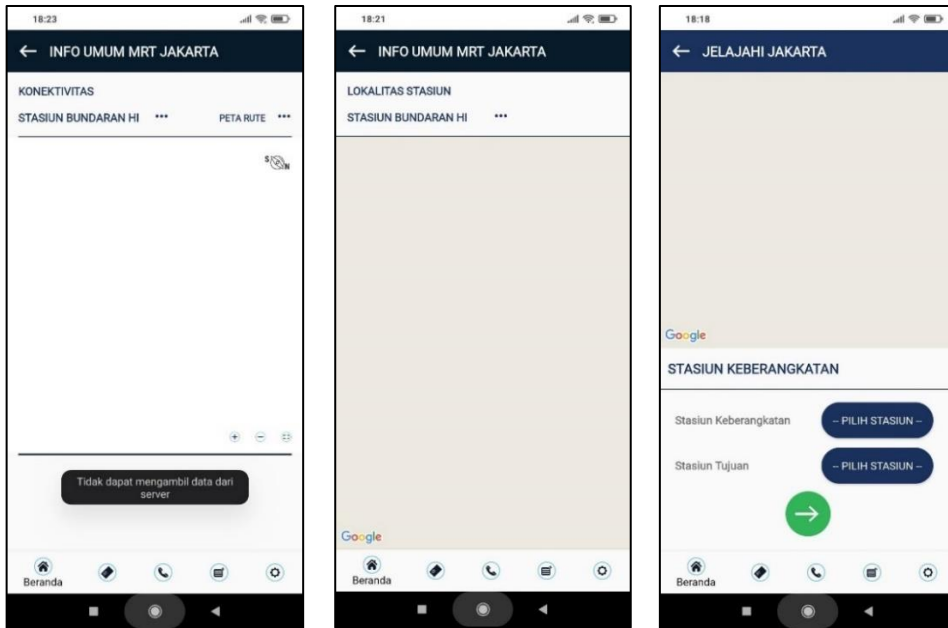 18:23
INFO UMUM MRT JAKARTA
KONEKTIVITAS
STASIUN BUNDARAN HI ••• PETA RUTE •••
S N
Tidak dapat mengambil data dari
server
Beranda
18:21
INFO UMUM MRT JAKARTA
LOKALITAS STASIUN
STASIUN BUNDARAN HI •••
Google
Beranda
18:18
JELAJAHI JAKARTA
Google
STASIUN KEBERANGKATAN
Stasiun Keberangkatan -- PILIH STASIUN --
Stasiun Tujuan -- PILIH STASIUN --
Beranda